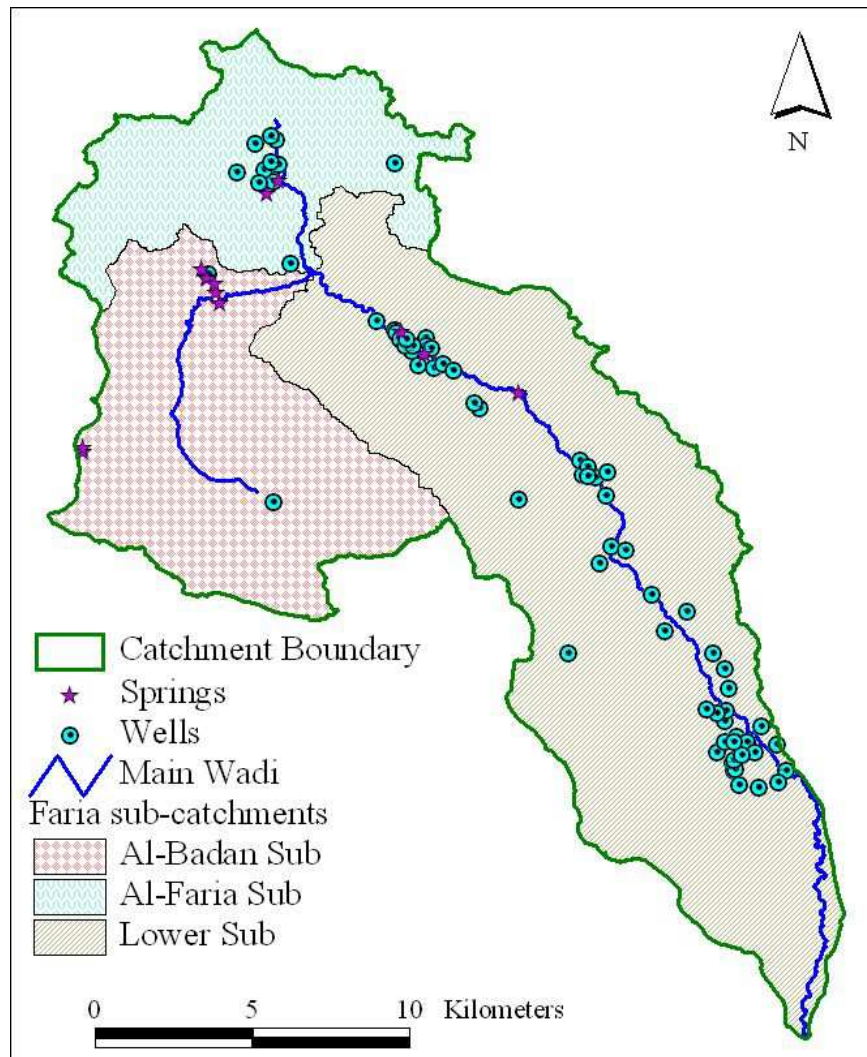 N
Catchment Boundary
Springs
Wells
Main Wadi
Faria sub-catchments
Al-Badan Sub
Al-Faria Sub
Lower Sub
0 5 10 Kilometers